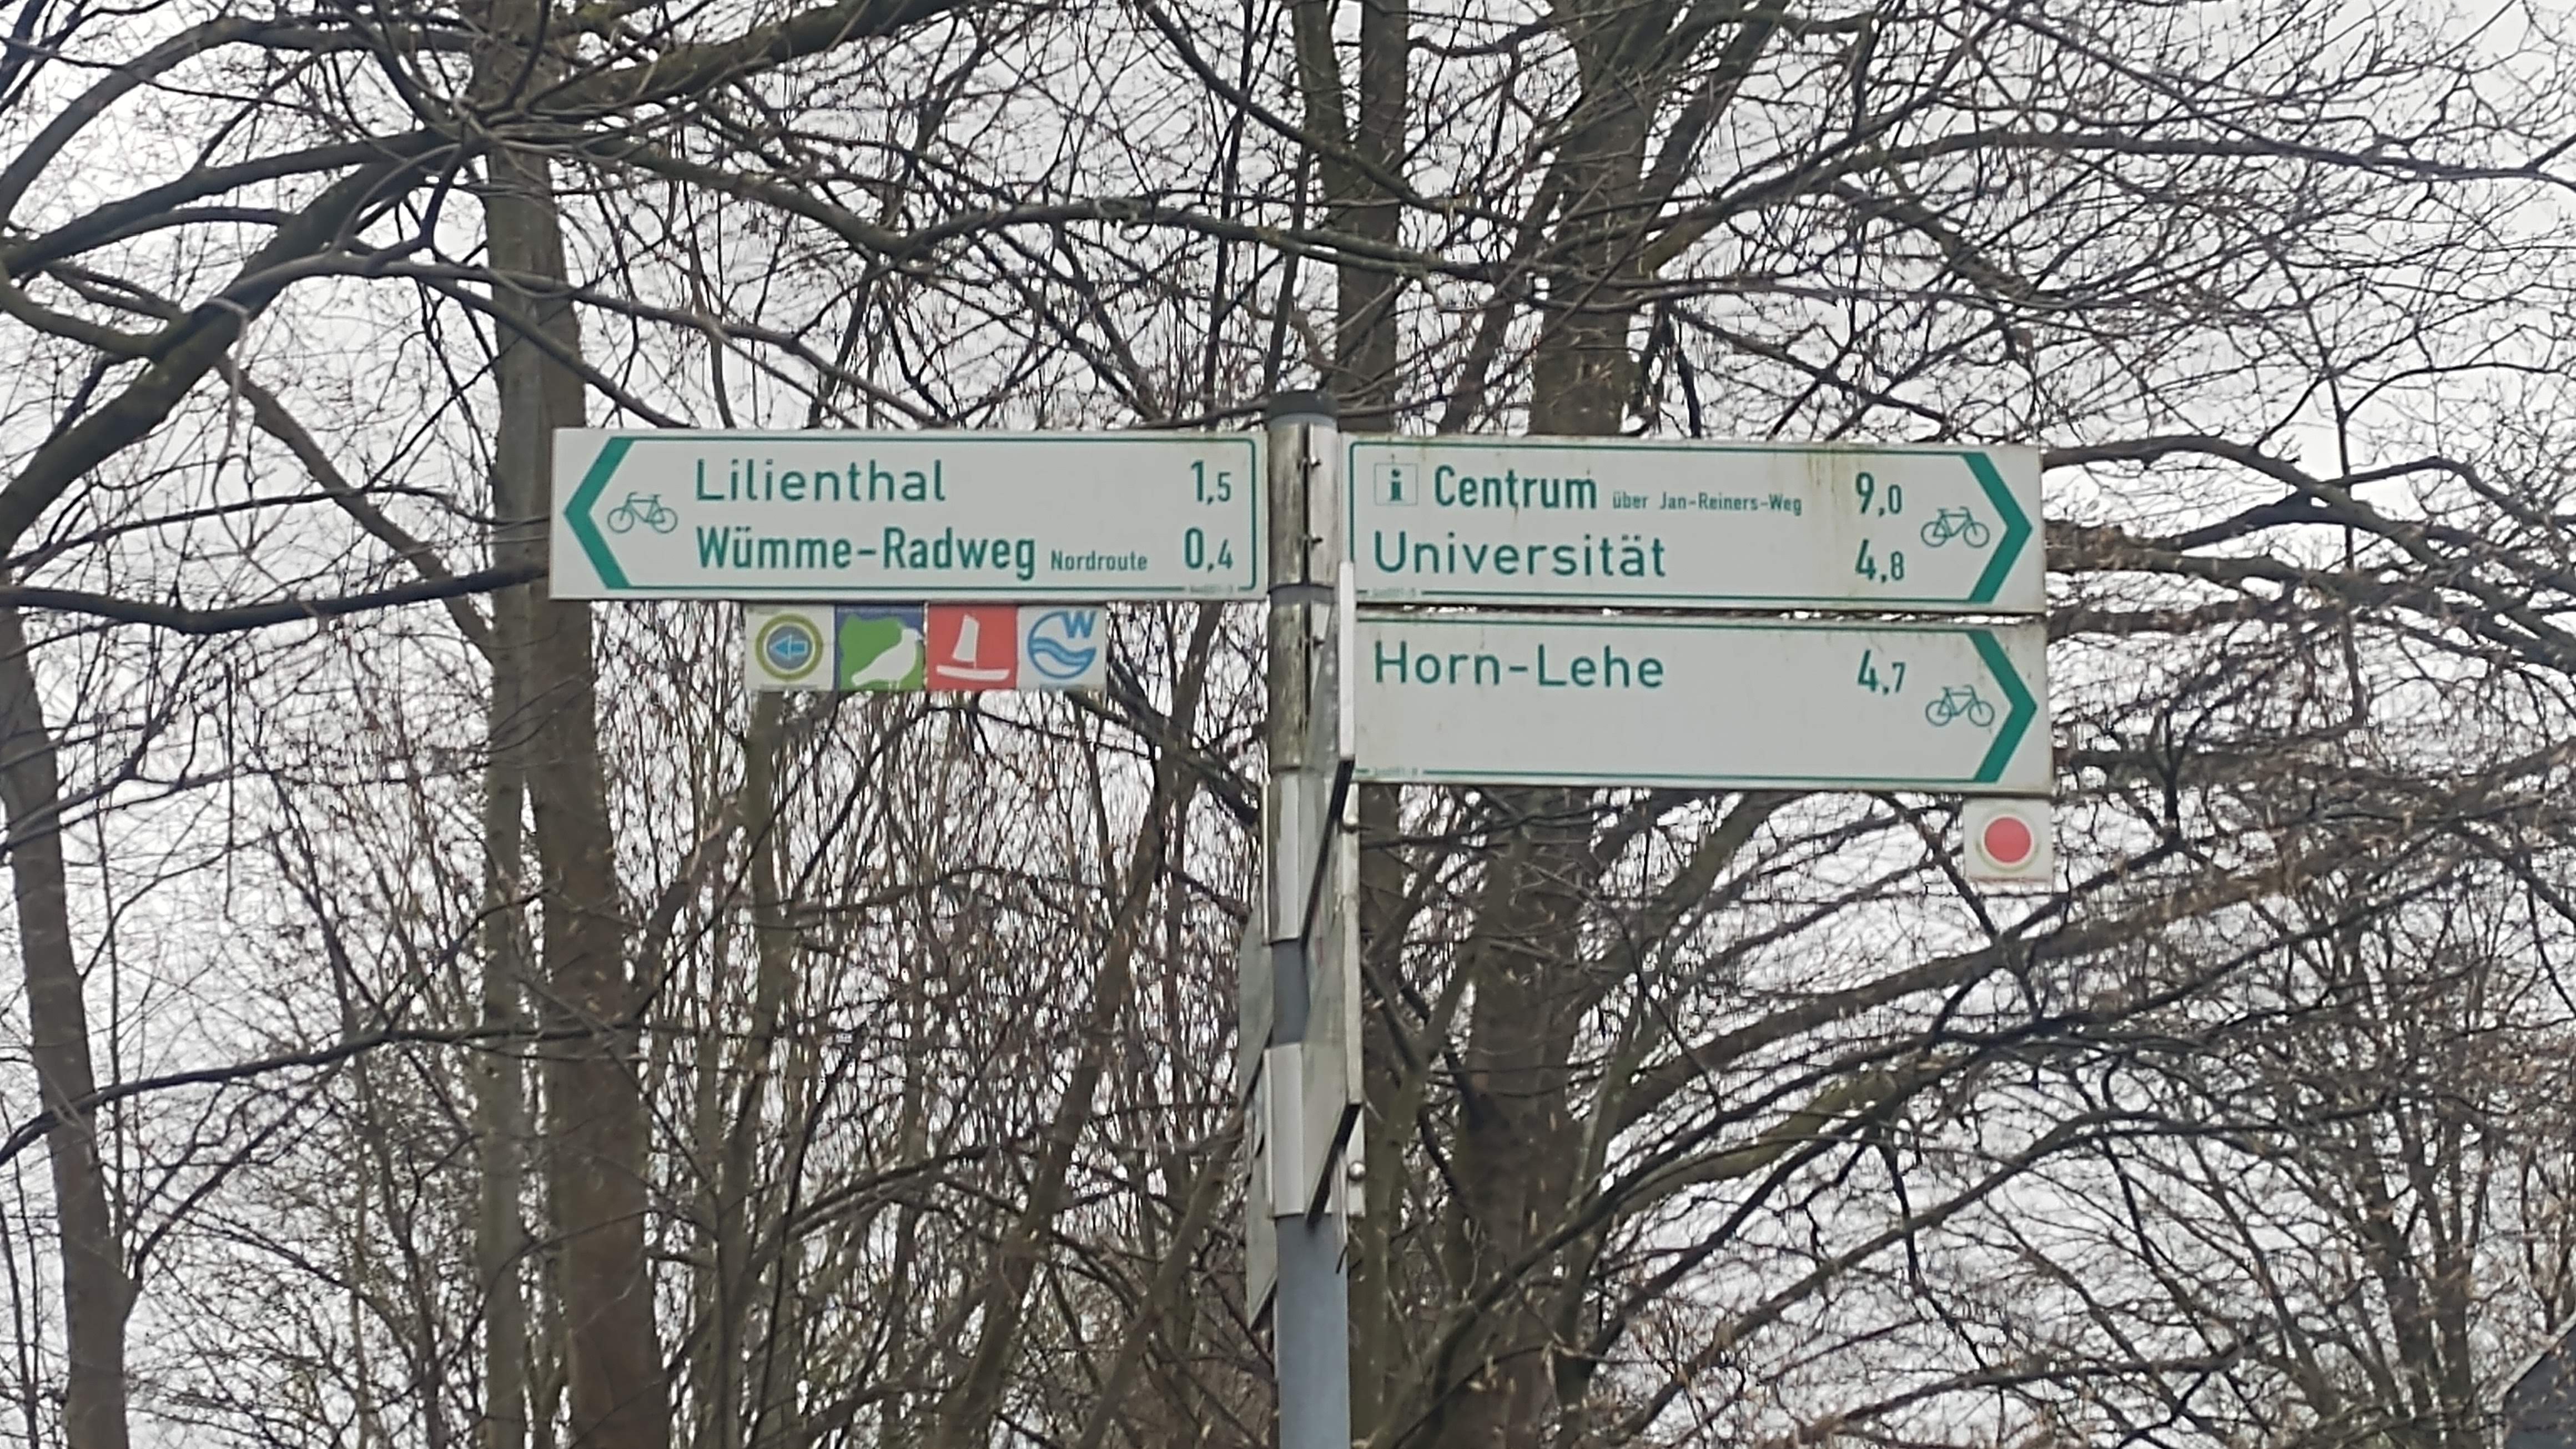 Lilienthal 1,5
Wümme-Radweg Nordroute 0,4
W
i Centrum über Jan-Reiners-Weg 9,0
Universität 4,8
Horn-Lehe 4,7